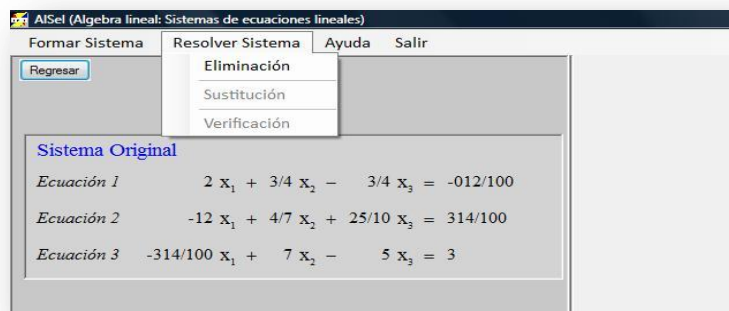 AlSel (Algebra lineal: Sistemas de ecuaciones lineales)
Formar Sistema Resolver Sistema Ayuda Salir
Regresar
Eliminación
Sustitución
Verificación
Sistema Original
Ecuación 1 2 x₁ + 3/4 x₂ − 3/4 x₃ = -012/100
Ecuación 2 -12 x₁ + 4/7 x₂ + 25/10 x₃ = 314/100
Ecuación 3 -314/100 x₁ + 7 x₂ − 5 x₃ = 3